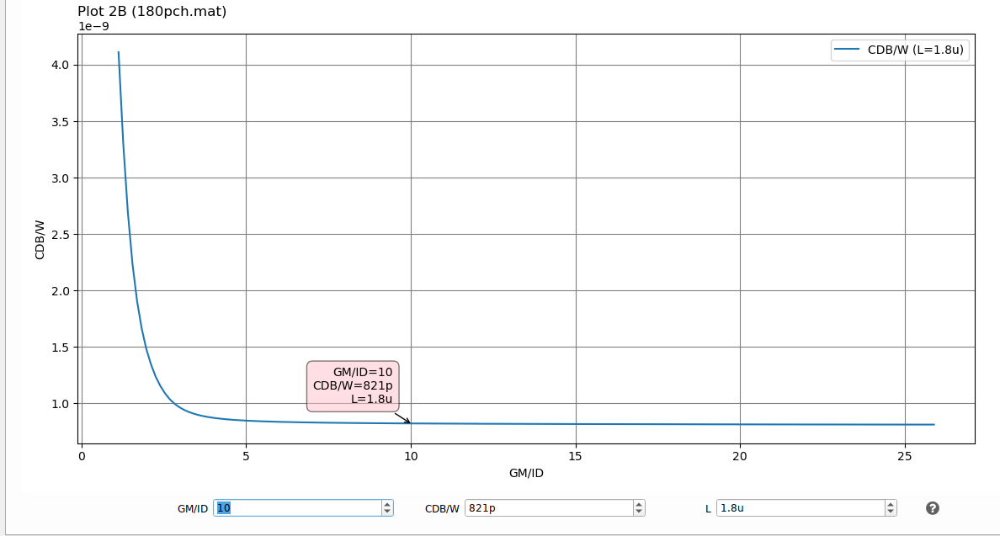 Plot 2B (180pch.mat)
1e−9
CDB/W (L=1.8u)
4.0
3.5
3.0
2.5
2.0
1.5
1.0
CDB/W
GM/ID=10
CDB/W=821p
L=1.8u
0 5 10 15 20 25
GM/ID
GM/ID 10 CDB/W 821p L 1.8u ?